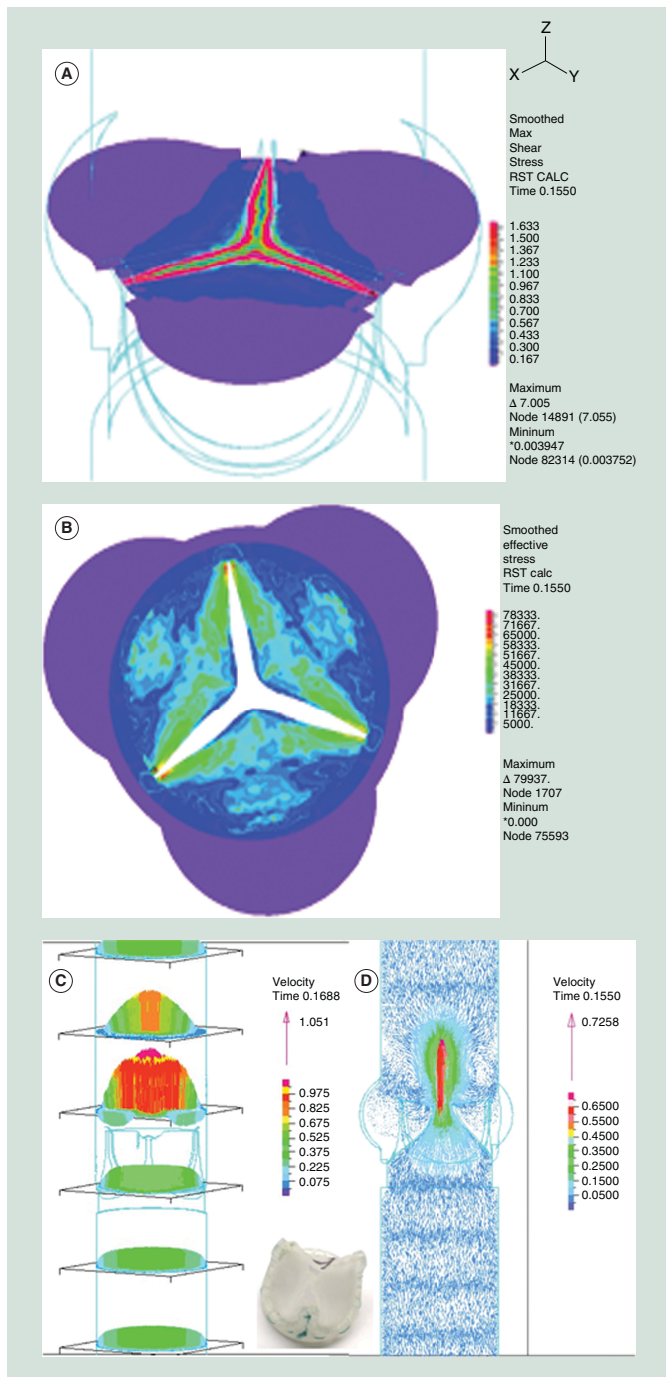 A
Z
X
Y
Smoothed
Max
Shear
Stress
RST CALC
Time 0.1550
1.633
1.500
1.367
1.233
1.100
0.967
0.833
0.700
0.567
0.433
0.300
0.167
Maximum
Δ 7.005
Node 14891 (7.055)
Mininum
*0.003947
Node 82314 (0.003752)
B
Smoothed
effective
stress
RST calc
Time 0.1550
78333.
71667.
65000.
58333.
51667.
45000.
38333.
31667.
25000.
18333.
11667.
5000.
Maximum
Δ 79937.
Node 1707
Mininum
*0.000
Node 75593
C
Velocity
Time 0.1688
1.051
0.975
0.825
0.675
0.525
0.375
0.225
0.075
D
Velocity
Time 0.1550
0.7258
0.6500
0.5500
0.4500
0.3500
0.2500
0.1500
0.0500